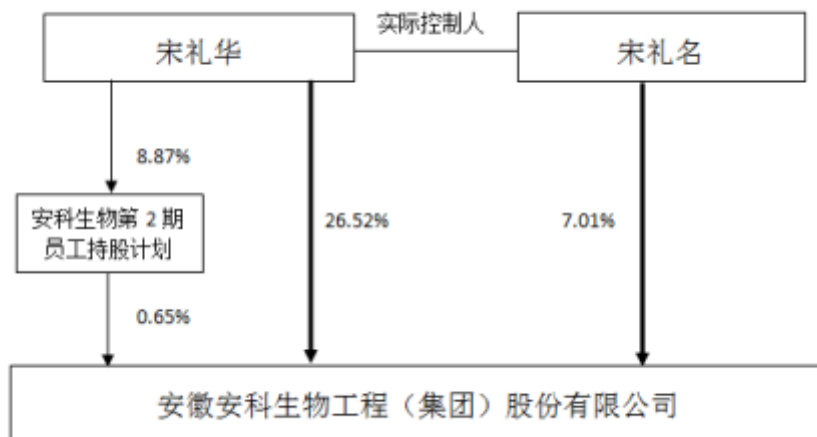 实际控制人
宋礼华
宋礼名
8.87%
安科生物第 2 期
员工持股计划
26.52%
7.01%
0.65%
安徽安科生物工程（集团）股份有限公司